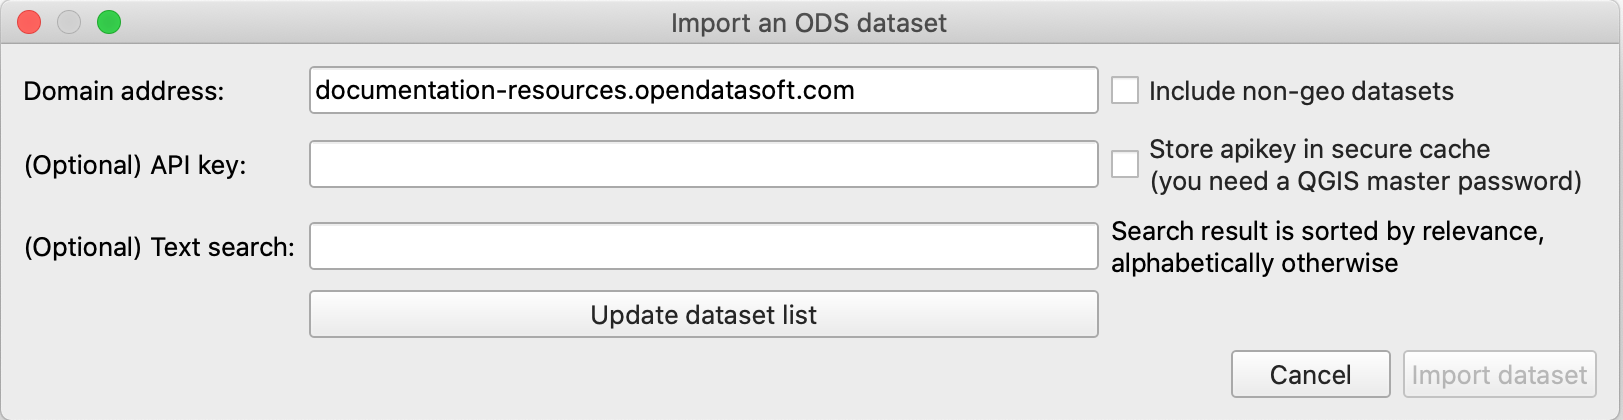 Import an ODS dataset
Domain address: documentation-resources.opendatasoft.com Include non-geo datasets
(Optional) API key: Store apikey in secure cache
(you need a QGIS master password)
(Optional) Text search: Search result is sorted by relevance,
alphabetically otherwise
Update dataset list
Cancel Import dataset